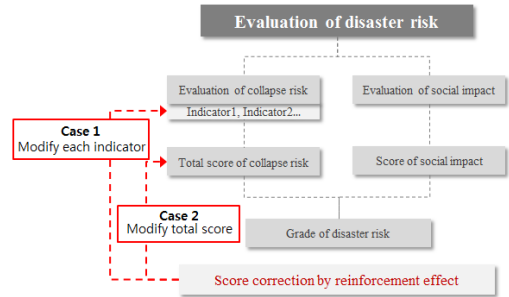 Evaluation of disaster risk
Evaluation of collapse risk
Indicator1, Indicator2...
Evaluation of social impact
Case 1
Modify each indicator
Total score of collapse risk
Score of social impact
Case 2
Modify total score
Grade of disaster risk
Score correction by reinforcement effect